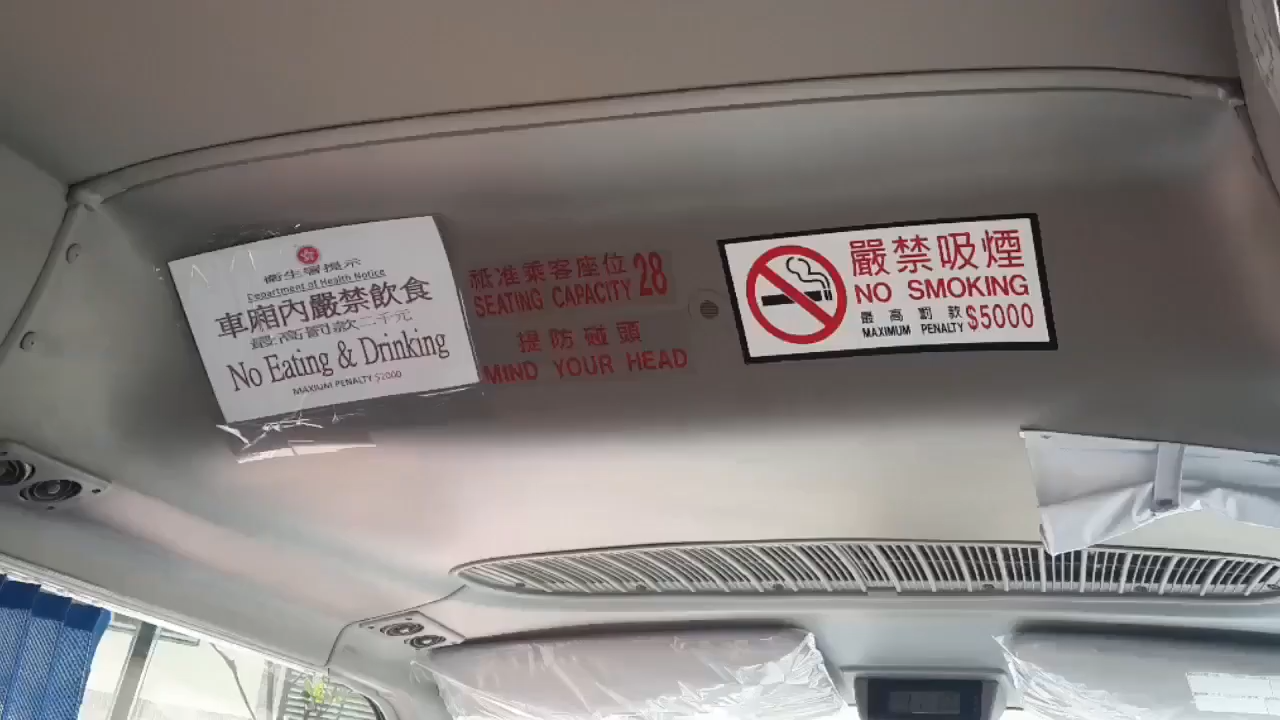 衞生署提示
Department of Health Notice
車廂內嚴禁飲食
最高罰款二千元
No Eating & Drinking
MAXIUM PENALTY $2000
祗准乘客座位 28
SEATING CAPACITY
提防碰頭
MIND YOUR HEAD
嚴禁吸煙
NO SMOKING
最高罰款 $5000
MAXIMUM PENALTY